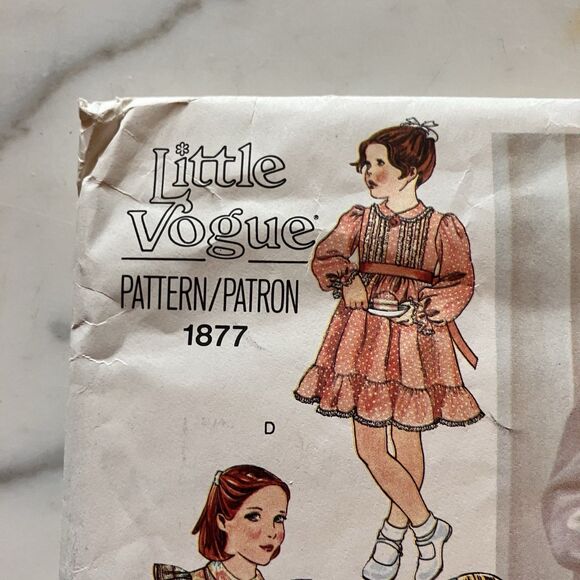 Little
Vogue®
PATTERN/PATRON
1877
D